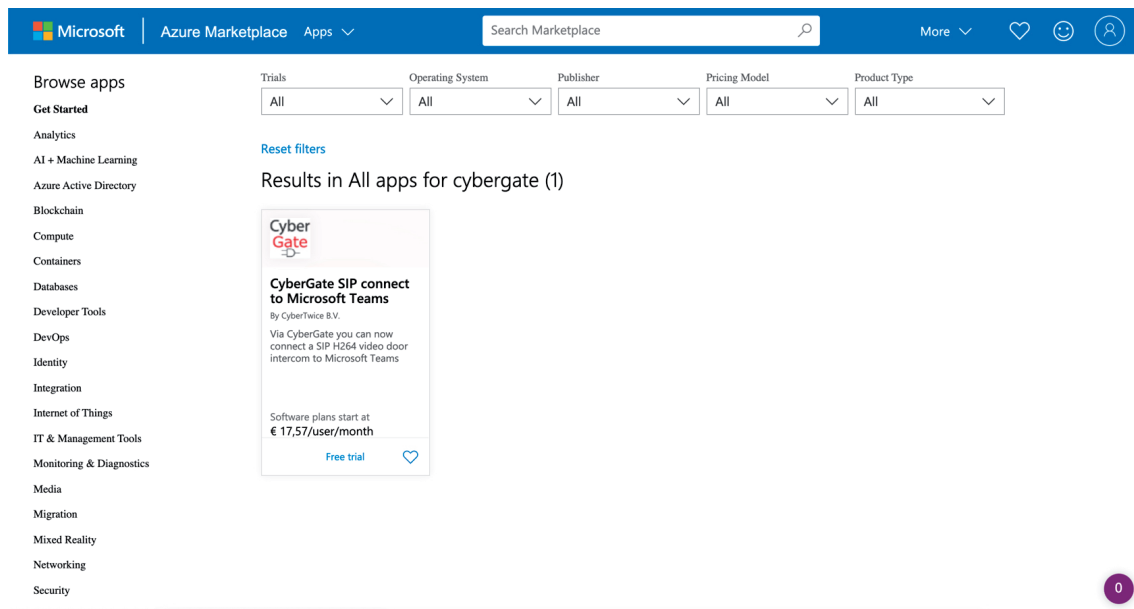 Microsoft
Azure Marketplace
Apps
Search Marketplace
More
Browse apps
Get Started
Analytics
AI + Machine Learning
Azure Active Directory
Blockchain
Compute
Containers
Databases
Developer Tools
DevOps
Identity
Integration
Internet of Things
IT & Management Tools
Monitoring & Diagnostics
Media
Migration
Mixed Reality
Networking
Security
Trials
Operating System
Publisher
Pricing Model
Product Type
All
All
All
All
All
Reset filters
Results in All apps for cybergate (1)
Cyber
Gate
CyberGate SIP connect
to Microsoft Teams
By CyberTwice B.V.
Via CyberGate you can now
connect a SIP H264 video door
intercom to Microsoft Teams
Software plans start at
€ 17,57/user/month
Free trial
0